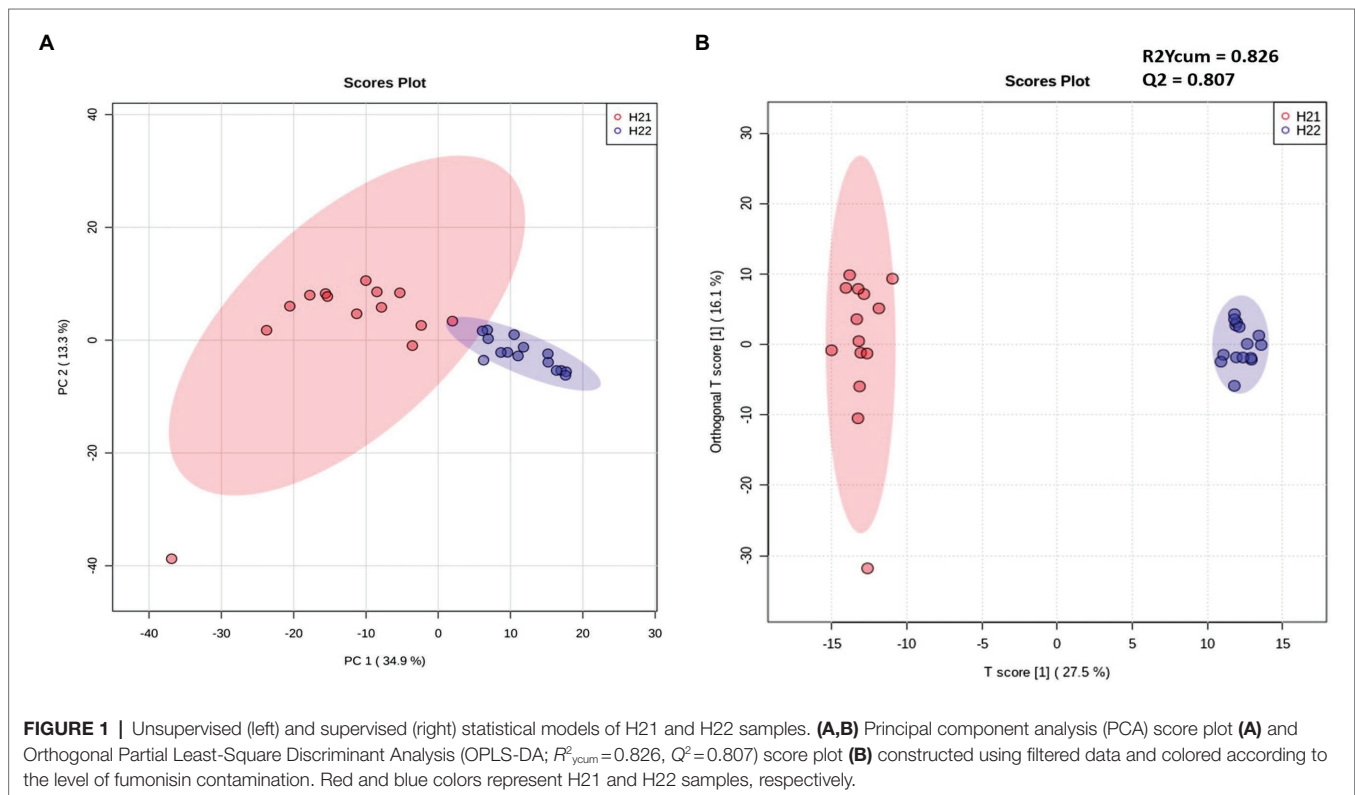 A
Scores Plot
H21
H22
40
20
0
-20
-40
PC 2 ( 13.3 %)
-40 -30 -20 -10 0 10 20 30
PC 1 ( 34.9 %)
B
R2Ycum = 0.826
Q2 = 0.807
Scores Plot
H21
H22
30
20
10
0
10
-20
-30
Orthogonal T score [1] ( 16.1 %)
-15 -10 -5 0 5 10 15
T score [1] ( 27.5 %)
FIGURE 1 | Unsupervised (left) and supervised (right) statistical models of H21 and H22 samples. (A,B) Principal component analysis (PCA) score plot (A) and
Orthogonal Partial Least-Square Discriminant Analysis (OPLS-DA; R²ycum = 0.826, Q² = 0.807) score plot (B) constructed using filtered data and colored according to
the level of fumonisin contamination. Red and blue colors represent H21 and H22 samples, respectively.